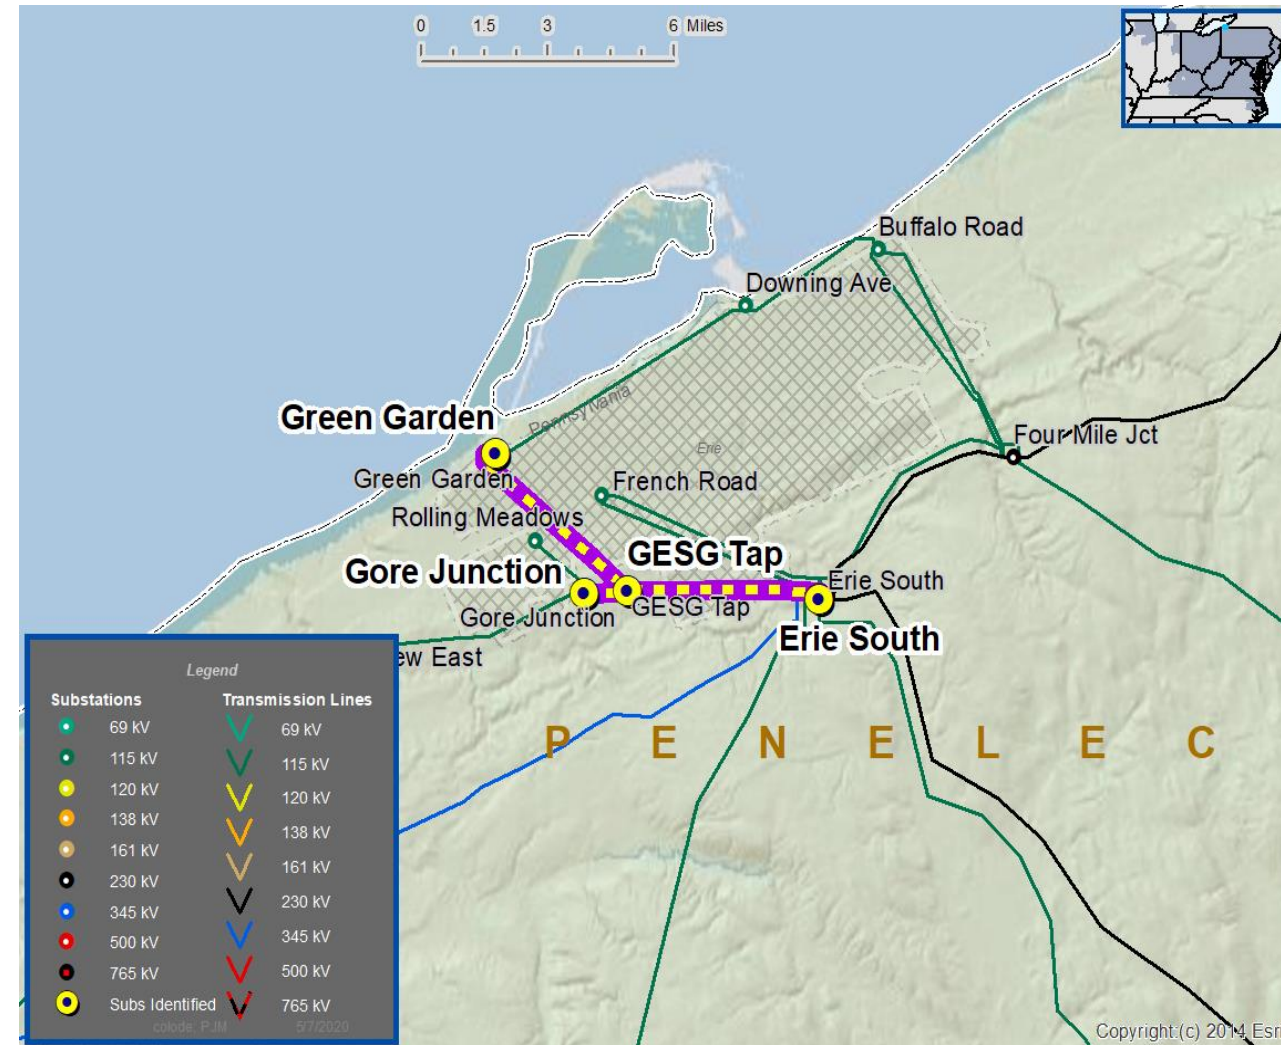 0 1.5 3 6 Miles
Buffalo Road
Downing Ave
Green Garden
Pennsylvania
Erie
Four Mile Jct
Green Garden
French Road
Rolling Meadows
GESG Tap
Gore Junction
Erie South
GESG Tap
Gore Junction
Erie South
ew East
P E N E L E C
Legend
Substations Transmission Lines
69 kV 69 kV
115 kV 115 kV
120 kV 120 kV
138 kV 138 kV
161 kV 161 kV
230 kV 230 kV
345 kV 345 kV
500 kV 500 kV
765 kV 765 kV
Subs Identified
colode, PJM 5/7/2020
Copyright:(c) 2014 Esri